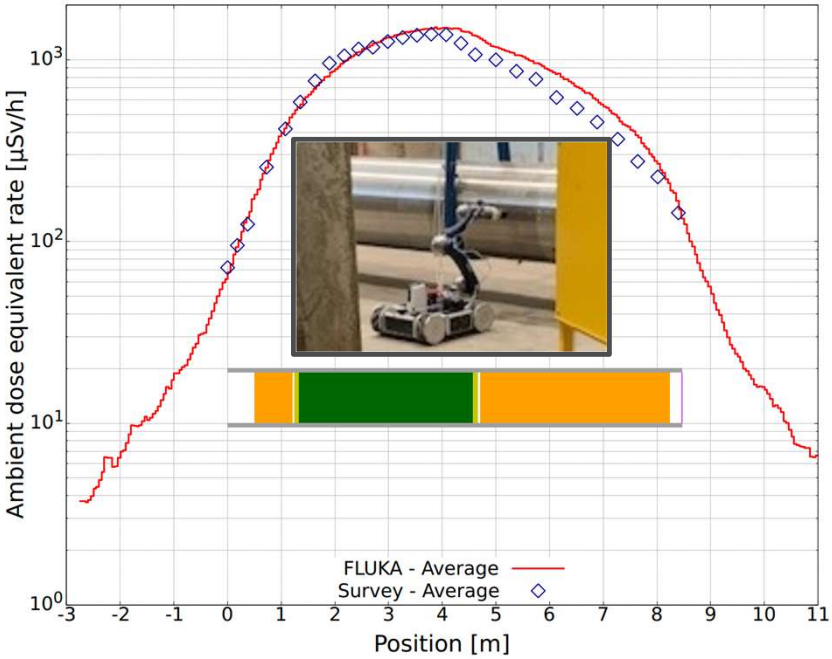 Ambient dose equivalent rate [μSv/h]
10³
10²
10¹
10⁰
FLUKA - Average
Survey - Average
-3 -2 -1 0 1 2 3 4 5 6 7 8 9 10 11
Position [m]